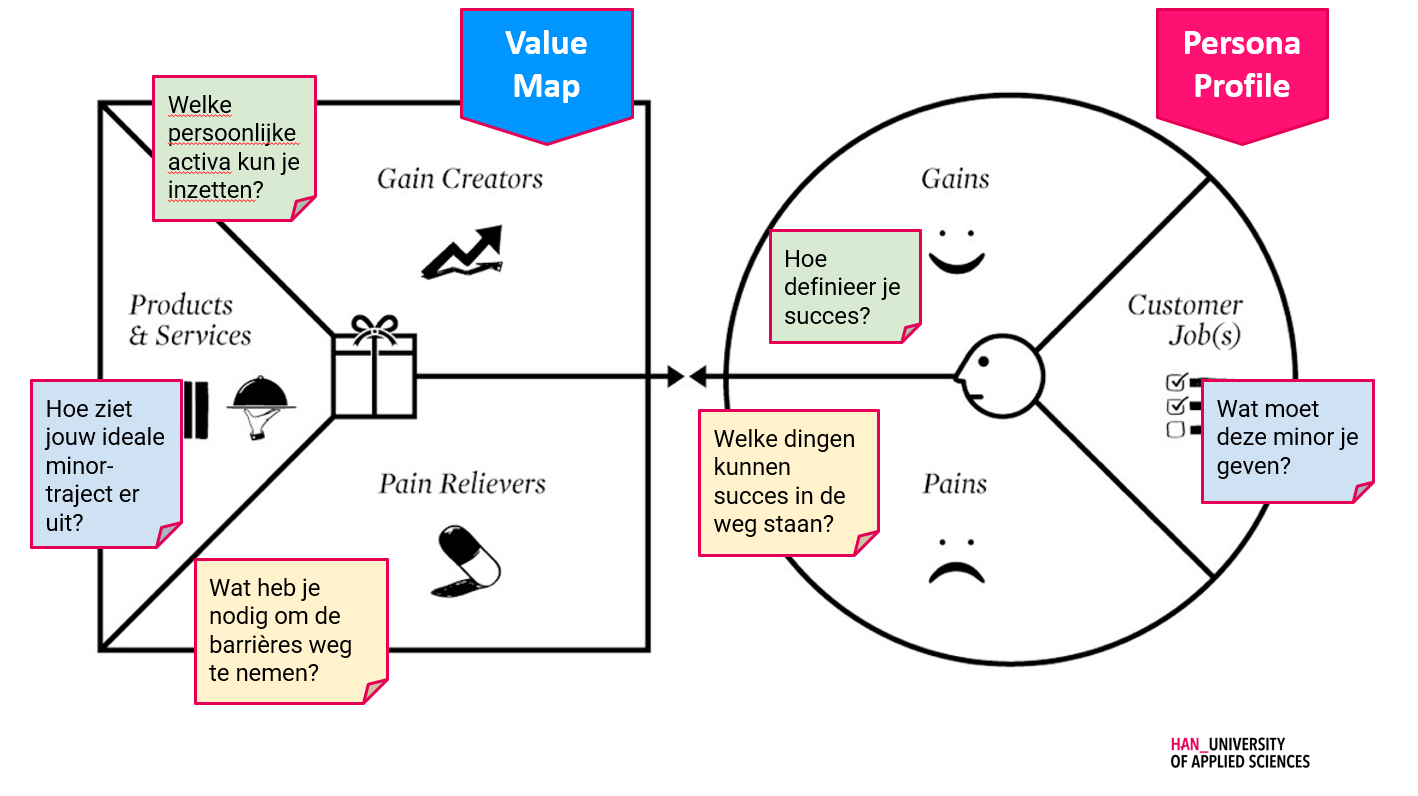 Value
Map
Persona
Profile
Welke
persoonlijke
activa kun je
inzetten?
Gain Creators
Gains
Hoe
definieer je
succes?
Products
& Services
Customer
Job(s)
Hoe ziet
jouw ideale
minor-
traject er
uit?
Wat moet
deze minor je
geven?
Welke dingen
kunnen
succes in de
weg staan?
Pain Relievers
Pains
Wat heb je
nodig om de
barrières weg
te nemen?
HAN_UNIVERSITY
OF APPLIED SCIENCES